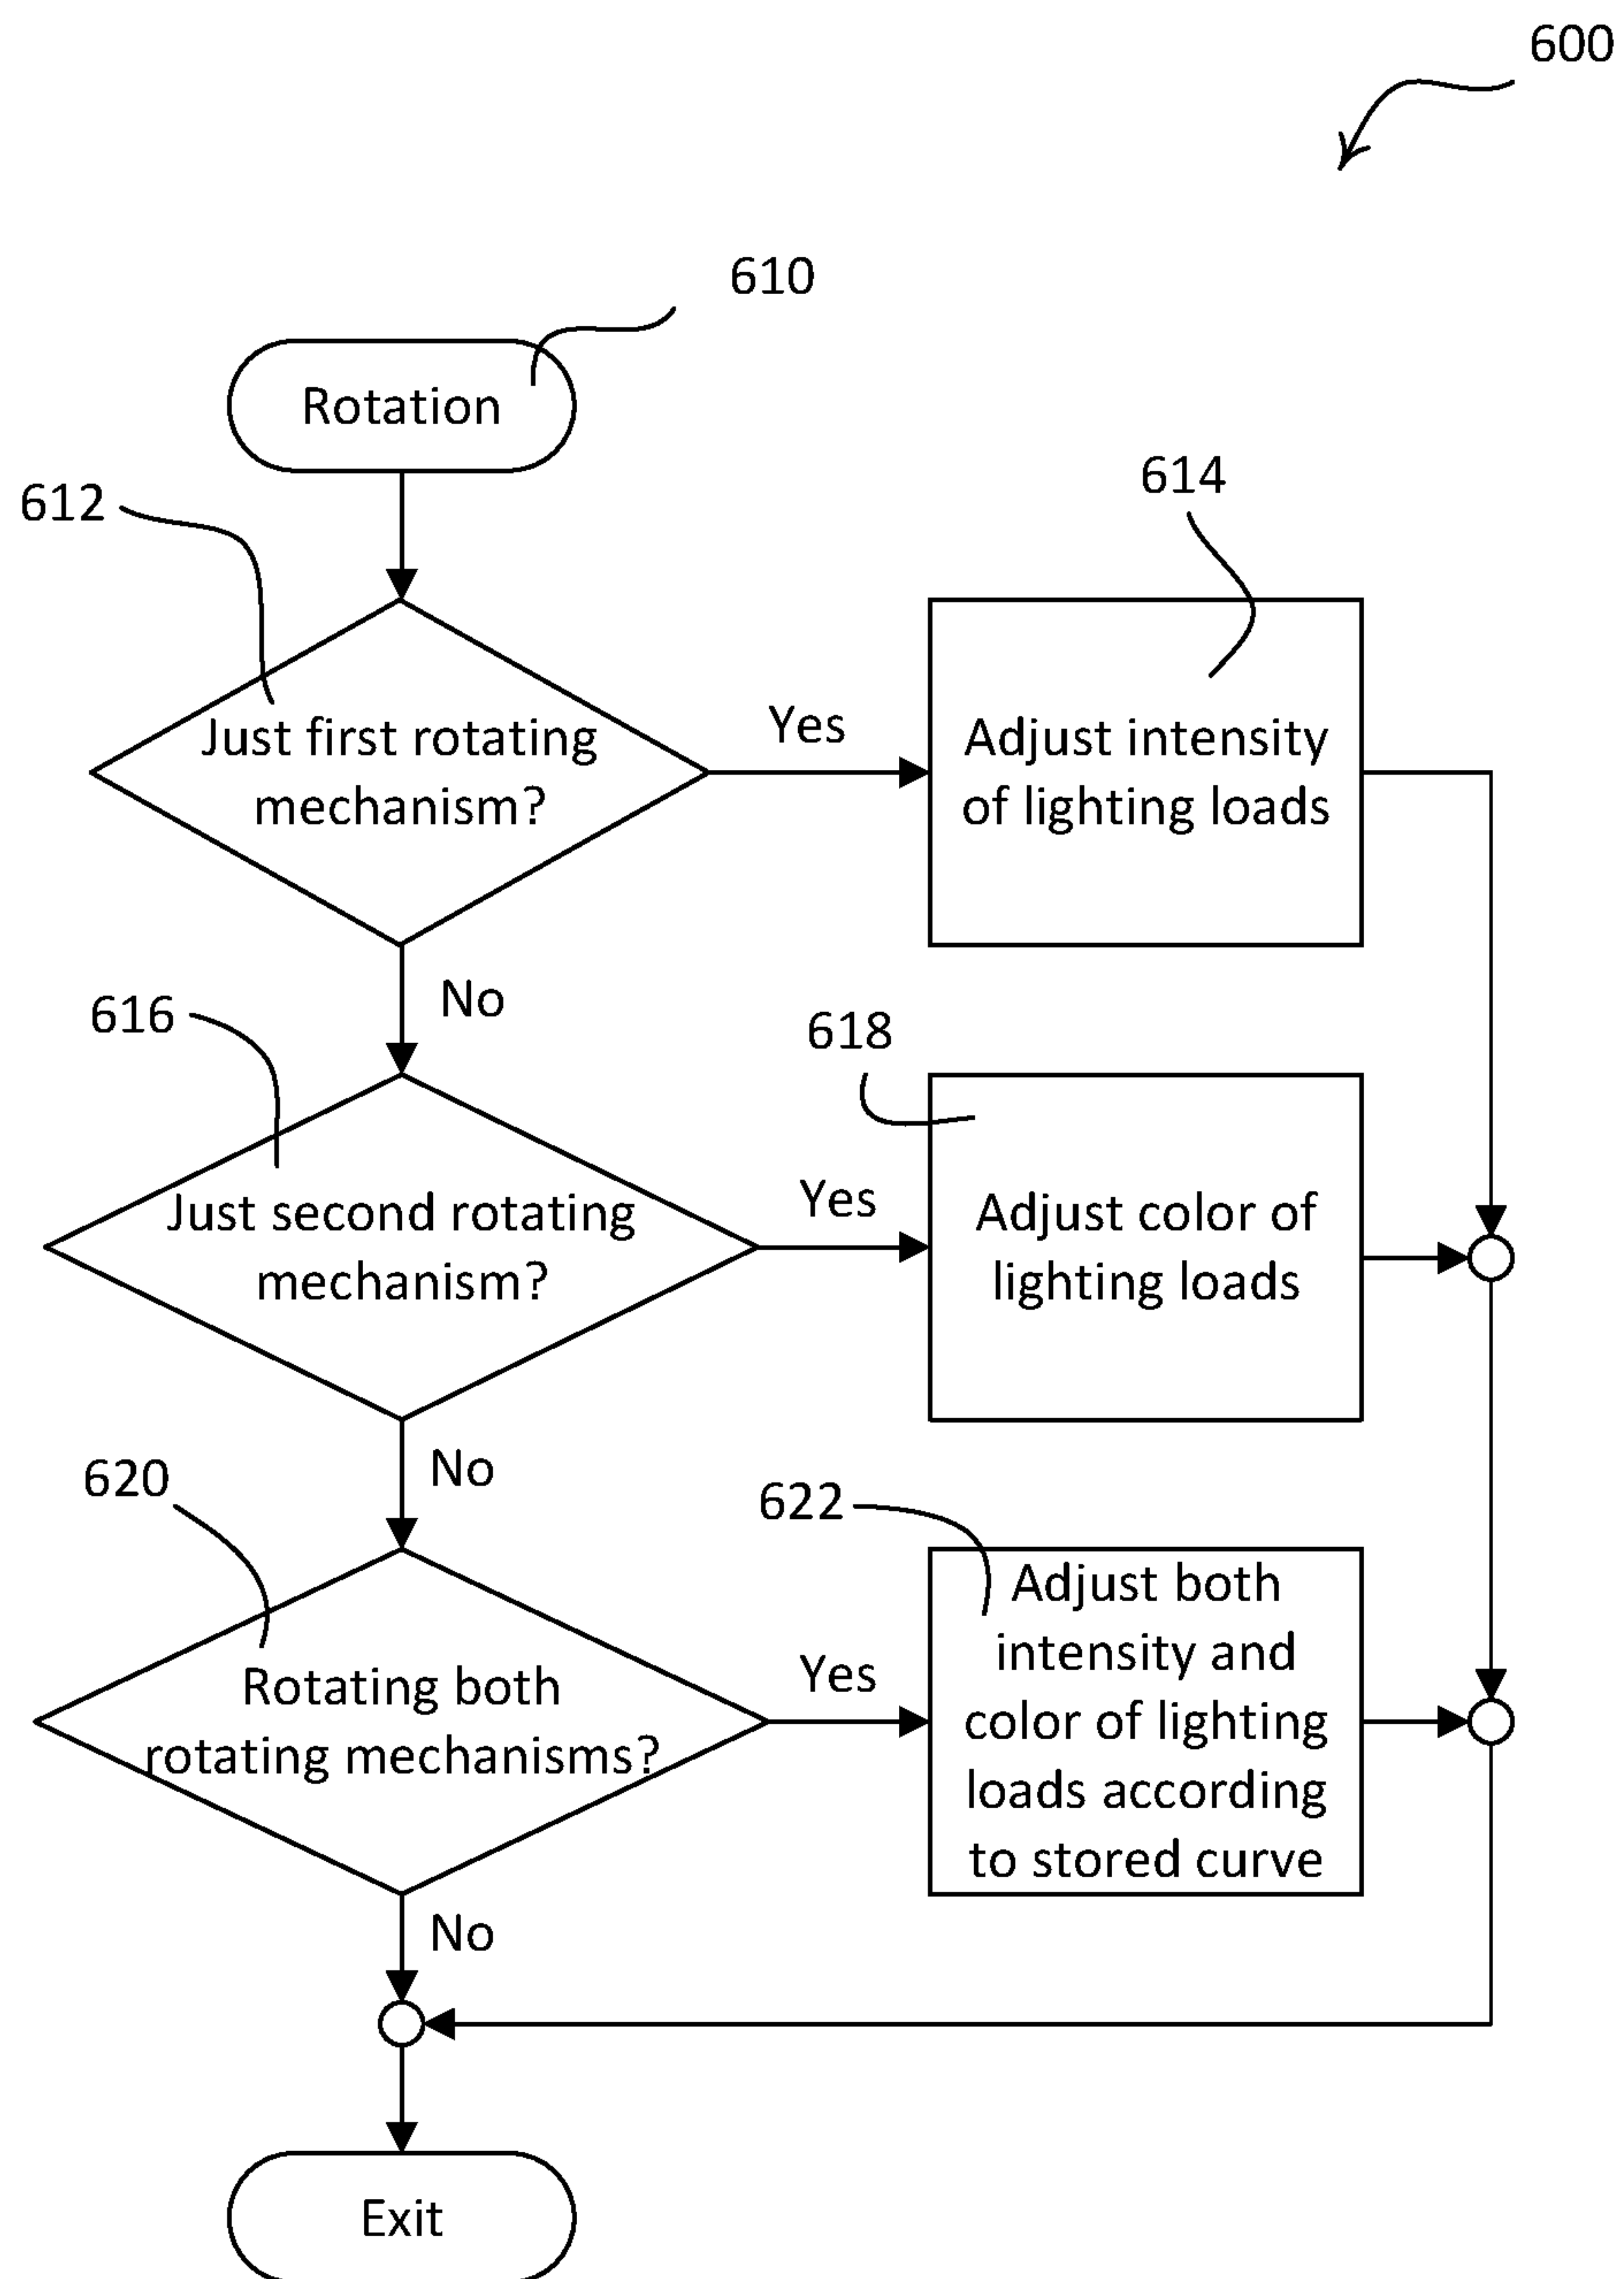 600
610
Rotation
612
614
Just first rotating
mechanism?
Yes
Adjust intensity
of lighting loads
No
616
618
Just second rotating
mechanism?
Yes
Adjust color of
lighting loads
No
620
622
Rotating both
rotating mechanisms?
Yes
Adjust both
intensity and
color of lighting
loads according
to stored curve
No
Exit